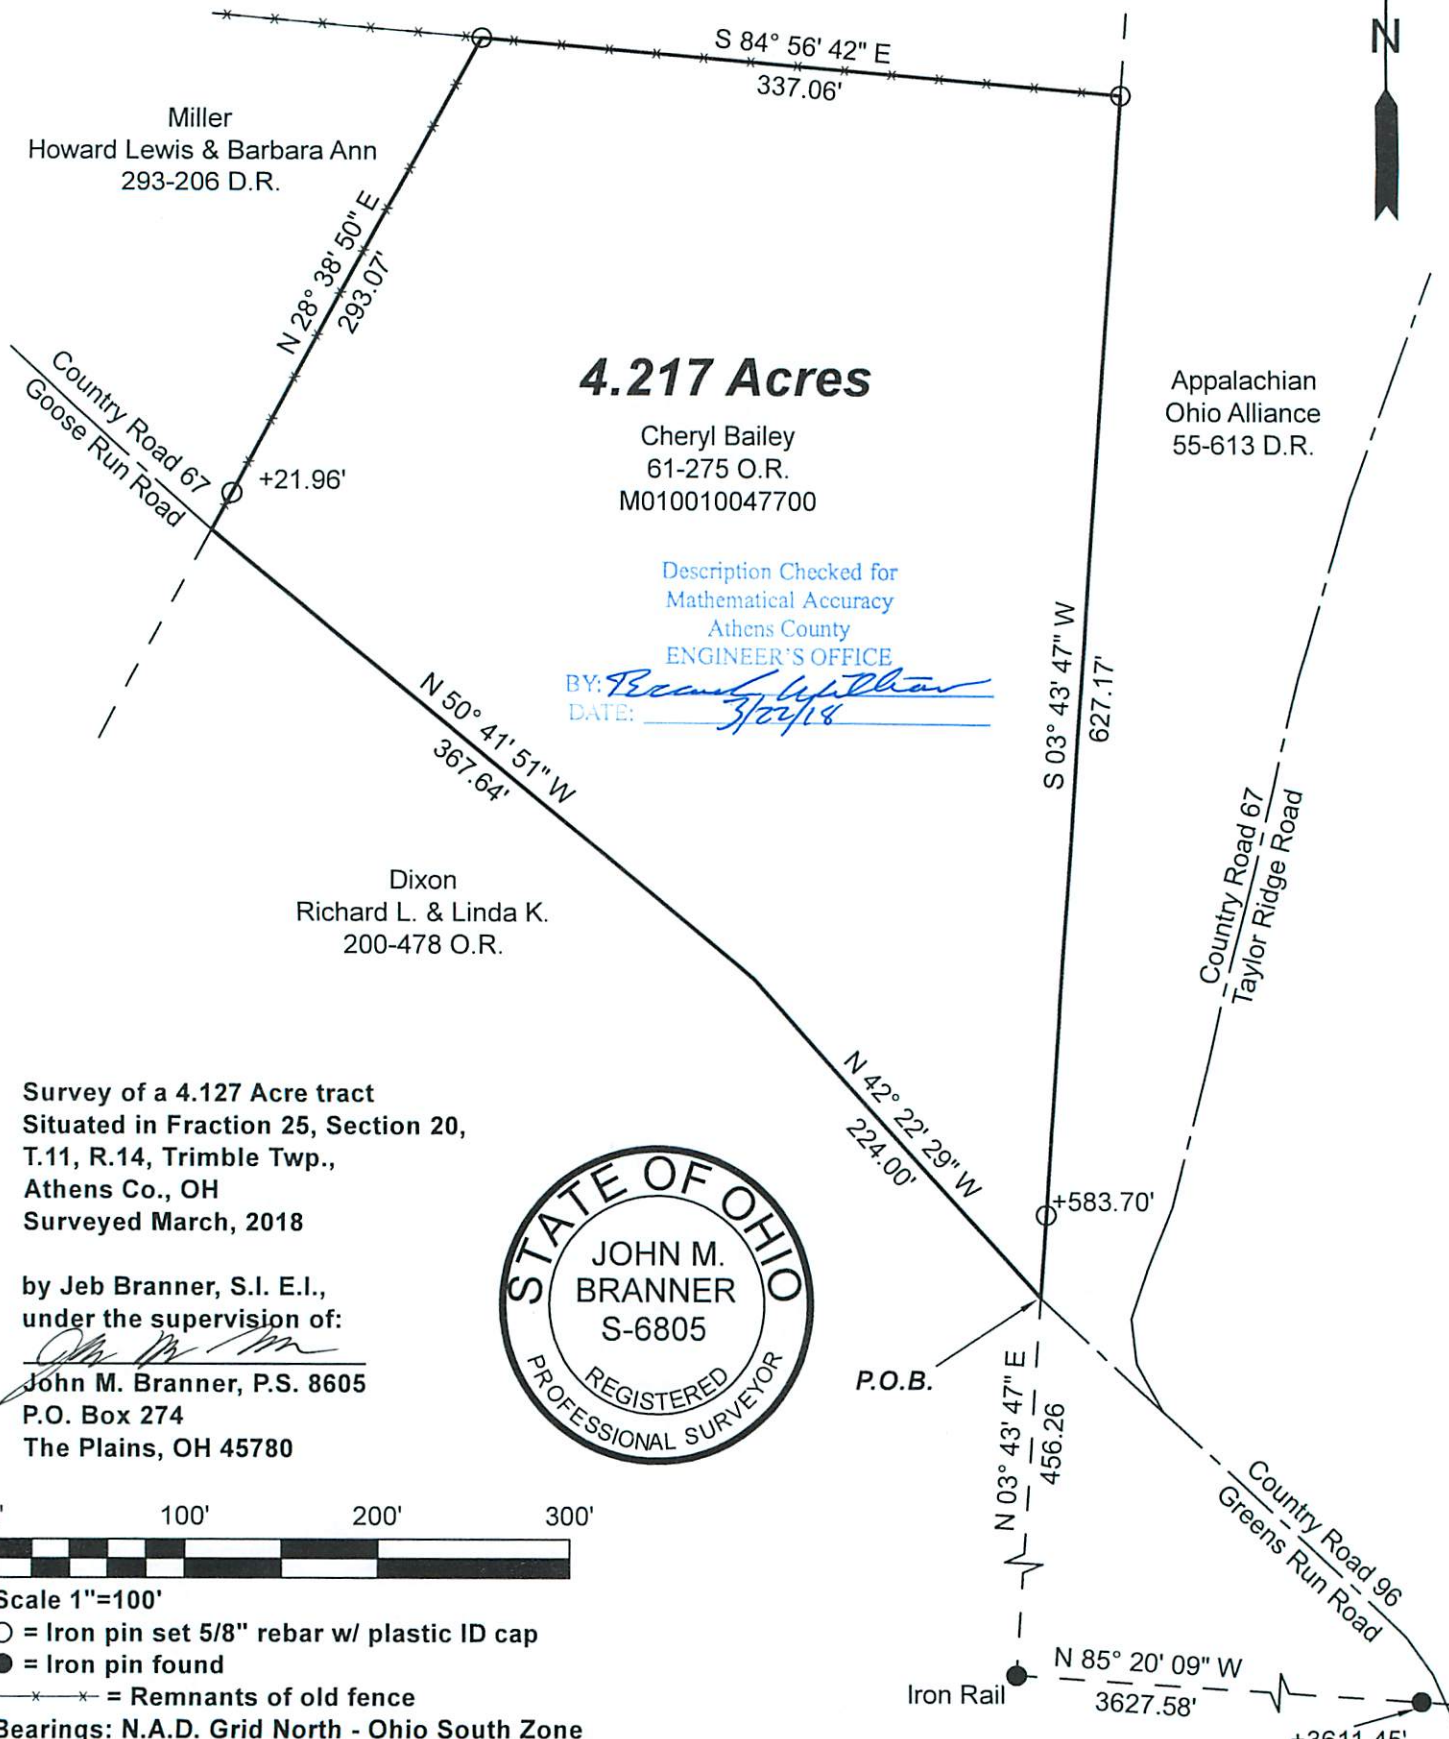 S 84° 56' 42" E
337.06'
N
Miller
Howard Lewis & Barbara Ann
293-206 D.R.
N 28° 38' 50" E
293.07'
Country Road 67
Goose Run Road
+21.96'
4.217 Acres
Cheryl Bailey
61-275 O.R.
M010010047700
Appalachian
Ohio Alliance
55-613 D.R.
Description Checked for
Mathematical Accuracy
Athens County
ENGINEER'S OFFICE
BY:
DATE: 3/22/18
S 03° 43' 47" W
627.17'
N 50° 41' 51" W
367.64'
Country Road 67
Taylor Ridge Road
Dixon
Richard L. & Linda K.
200-478 O.R.
N 42° 22' 29" W
224.00'
+583.70'
Survey of a 4.127 Acre tract
Situated in Fraction 25, Section 20,
T.11, R.14, Trimble Twp.,
Athens Co., OH
Surveyed March, 2018
by Jeb Branner, S.I. E.I.,
under the supervision of:
John M. Branner, P.S. 8605
P.O. Box 274
The Plains, OH 45780
STATE OF OHIO
JOHN M.
BRANNER
S-6805
REGISTERED
PROFESSIONAL SURVEYOR
P.O.B.
N 03° 43' 47" E
456.26
Country Road 96
Greens Run Road
100' 200' 300'
Scale 1"=100'
= Iron pin set 5/8" rebar w/ plastic ID cap
= Iron pin found
= Remnants of old fence
Bearings: N.A.D. Grid North - Ohio South Zone
Iron Rail
N 85° 20' 09" W
3627.58'
+3611.45'